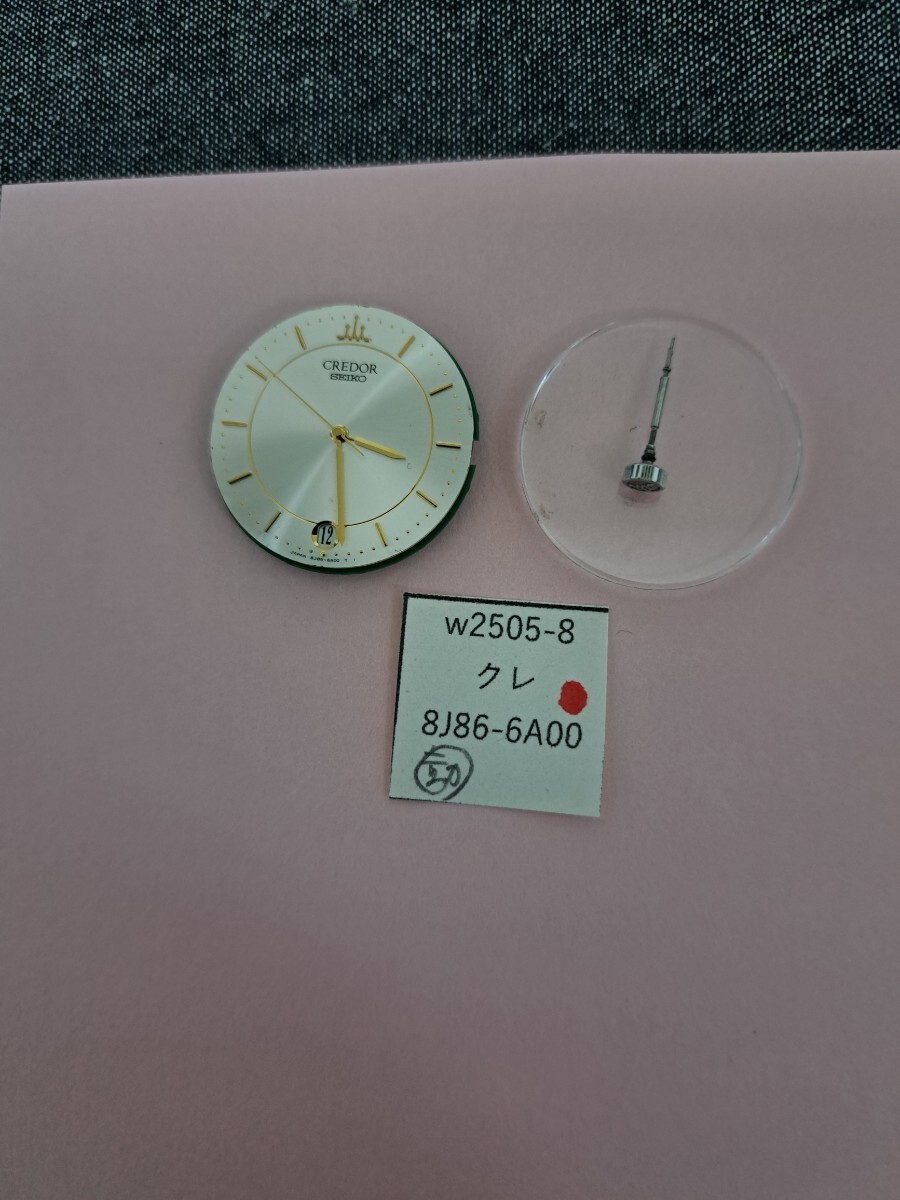 CREDOR
SEIKO
12
w2505-8
クレ
8J86-6A00